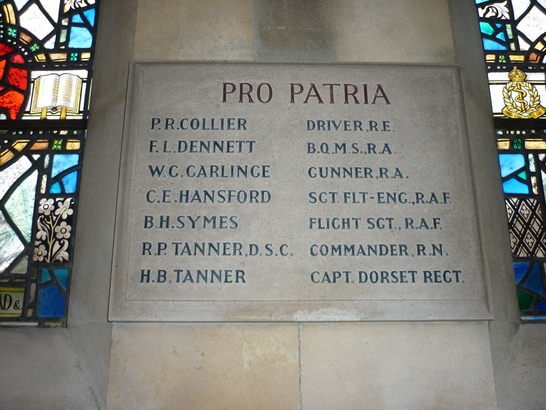 PRO PATRIA
P.R.COLLIER DRIVER.R.E.
F.L.DENNETT B.Q.M.S.,R.A.
W.G.CARLINGE GUNNER,R.A.
C.E.HANSFORD SGT. FLT-ENG.,R.A.F.
B.H.SYMES FLIGHT SGT., R.A.F.
R.P.TANNER,D.S.C. COMMANDER, R.N.
H.B.TANNER CAPT. DORSET REGT.
AD &